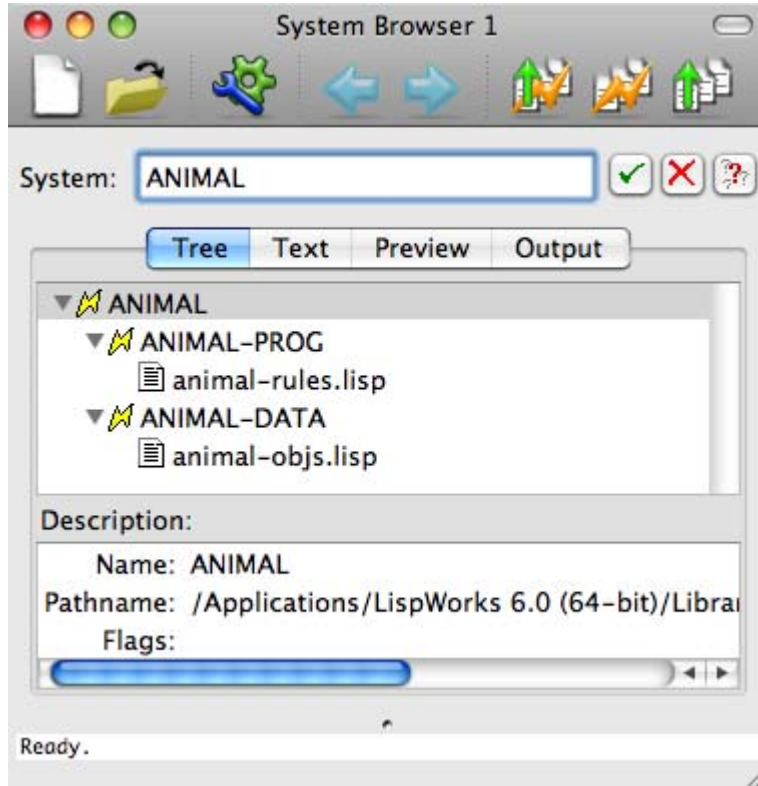 System Browser 1
System: ANIMAL
Tree Text Preview Output
ANIMAL
ANIMAL-PROG
animal-rules.lisp
ANIMAL-DATA
animal-objs.lisp
Description:
Name: ANIMAL
Pathname: /Applications/LispWorks 6.0 (64-bit)/Librar
Flags:
Ready.